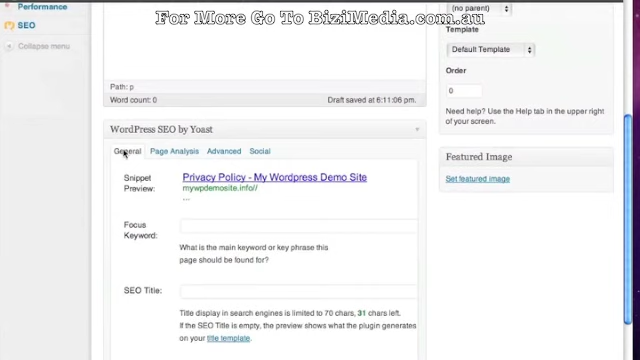 For More Go To BiziMedia.com.au
Performance
SEO
Collapse menu
Path: p
Word count: 0
Draft saved at 6:11:06 pm.
WordPress SEO by Yoast
General
Page Analysis
Advanced
Social
Snippet
Preview:
Privacy Policy - My Wordpress Demo Site
mywpdemosite.info//
...
Focus
Keyword:
What is the main keyword or key phrase this
page should be found for?
SEO Title:
Title display in search engines is limited to 70 chars, 31 chars left.
If the SEO Title is empty, the preview shows what the plugin generates
on your title template.
(no parent)
Template
Default Template
Order
0
Need help? Use the Help tab in the upper right
of your screen.
Featured Image
Set featured image